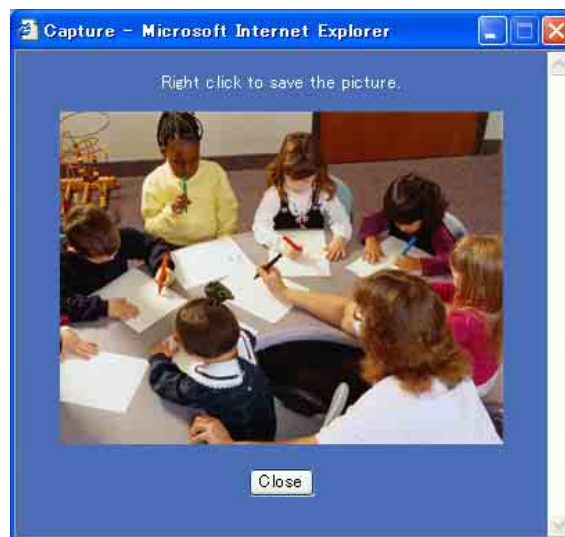 Capture - Microsoft Internet Explorer
Right click to save the picture.
Close